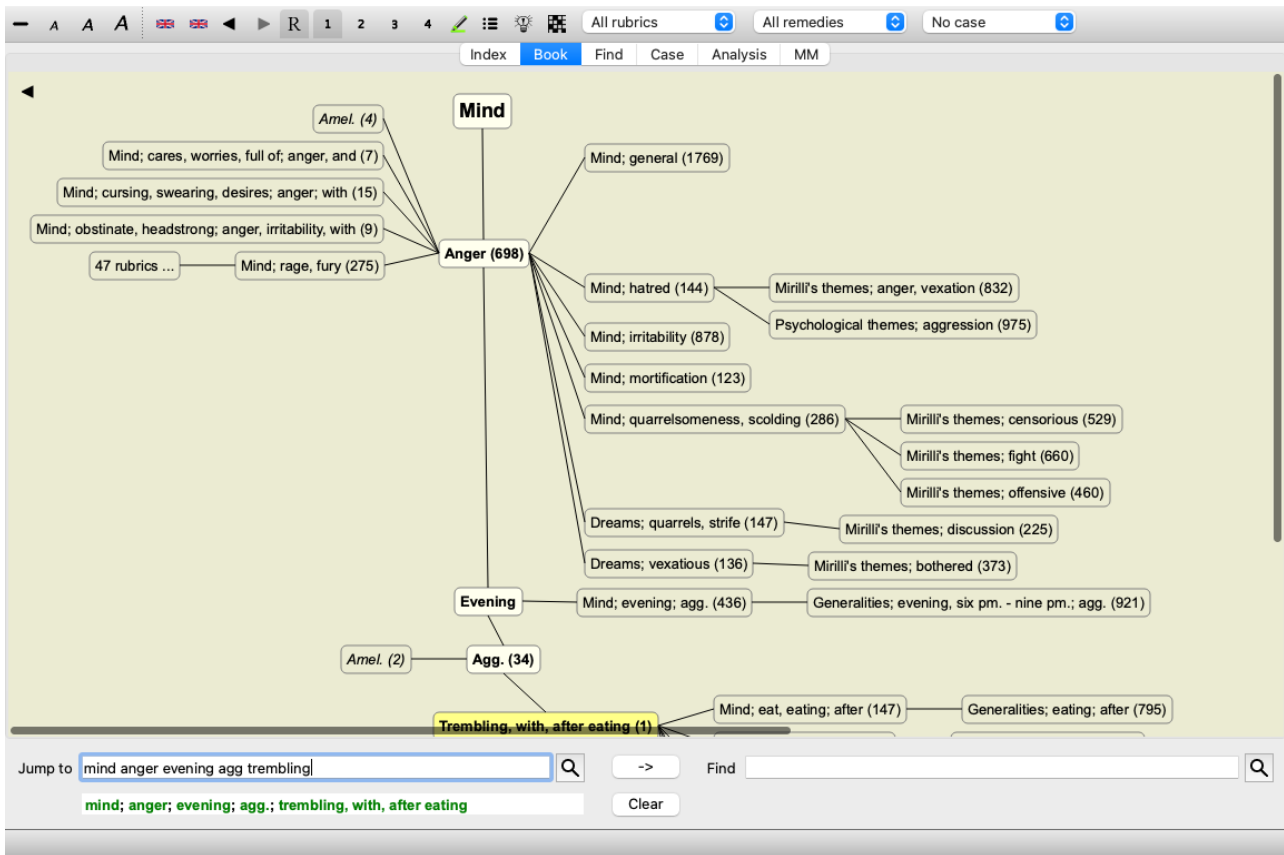 A A A R 1 2 3 4 All rubrics All remedies No case
Index Book Find Case Analysis MM
Mind
Amel. (4)
Mind; cares, worries, full of; anger, and (7)
Mind; general (1769)
Mind; cursing, swearing, desires; anger; with (15)
Mind; obstinate, headstrong; anger, irritability, with (9)
Anger (698)
47 rubrics ... Mind; rage, fury (275)
Mind; hatred (144) Mirilli's themes; anger, vexation (832)
Psychological themes; aggression (975)
Mind; irritability (878)
Mind; mortification (123)
Mind; quarrelsomeness, scolding (286) Mirilli's themes; censorious (529)
Mirilli's themes; fight (660)
Mirilli's themes; offensive (460)
Dreams; quarrels, strife (147) Mirilli's themes; discussion (225)
Dreams; vexatious (136) Mirilli's themes; bothered (373)
Evening Mind; evening; agg. (436) Generalities; evening, six pm. - nine pm.; agg. (921)
Amel. (2) Agg. (34)
Mind; eat, eating; after (147) Generalities; eating; after (795)
Trembling, with, after eating (1)
Jump to mind anger evening agg trembling -> Find
mind; anger; evening; agg.; trembling, with, after eating Clear